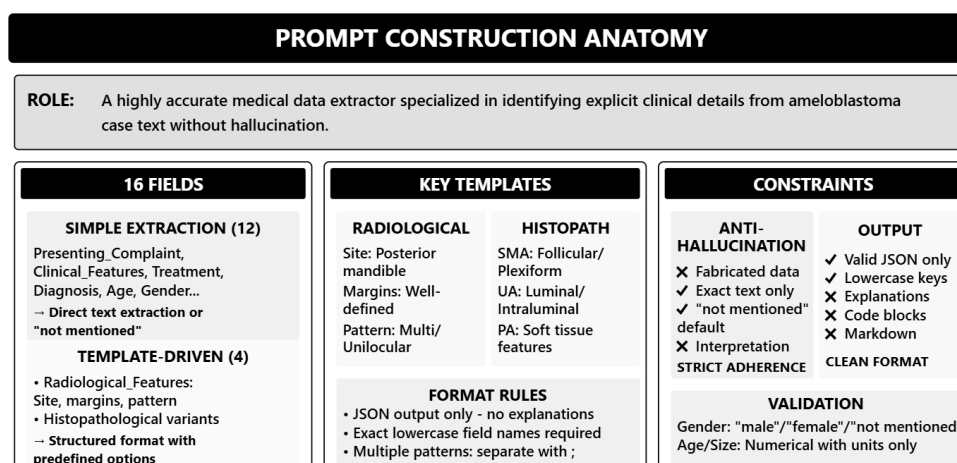 PROMPT CONSTRUCTION ANATOMY
ROLE: A highly accurate medical data extractor specialized in identifying explicit clinical details from ameloblastoma
case text without hallucination.
16 FIELDS
SIMPLE EXTRACTION (12)
Presenting_Complaint,
Clinical_Features, Treatment,
Diagnosis, Age, Gender...
→ Direct text extraction or
"not mentioned"
TEMPLATE-DRIVEN (4)
• Radiological_Features:
Site, margins, pattern
• Histopathological variants
→ Structured format with
predefined options
KEY TEMPLATES
RADIOLOGICAL
Site: Posterior
mandible
Margins: Well-
defined
Pattern: Multi/
Unilocular
HISTOPATH
SMA: Follicular/
Plexiform
UA: Luminal/
Intraluminal
PA: Soft tissue
features
FORMAT RULES
• JSON output only - no explanations
• Exact lowercase field names required
• Multiple patterns: separate with ;
CONSTRAINTS
ANTI-
HALLUCINATION
✗ Fabricated data
✓ Exact text only
✓ "not mentioned"
default
✗ Interpretation
STRICT ADHERENCE
OUTPUT
✓ Valid JSON only
✓ Lowercase keys
✗ Explanations
✗ Code blocks
✗ Markdown
CLEAN FORMAT
VALIDATION
Gender: "male"/"female"/"not mentioned
Age/Size: Numerical with units only